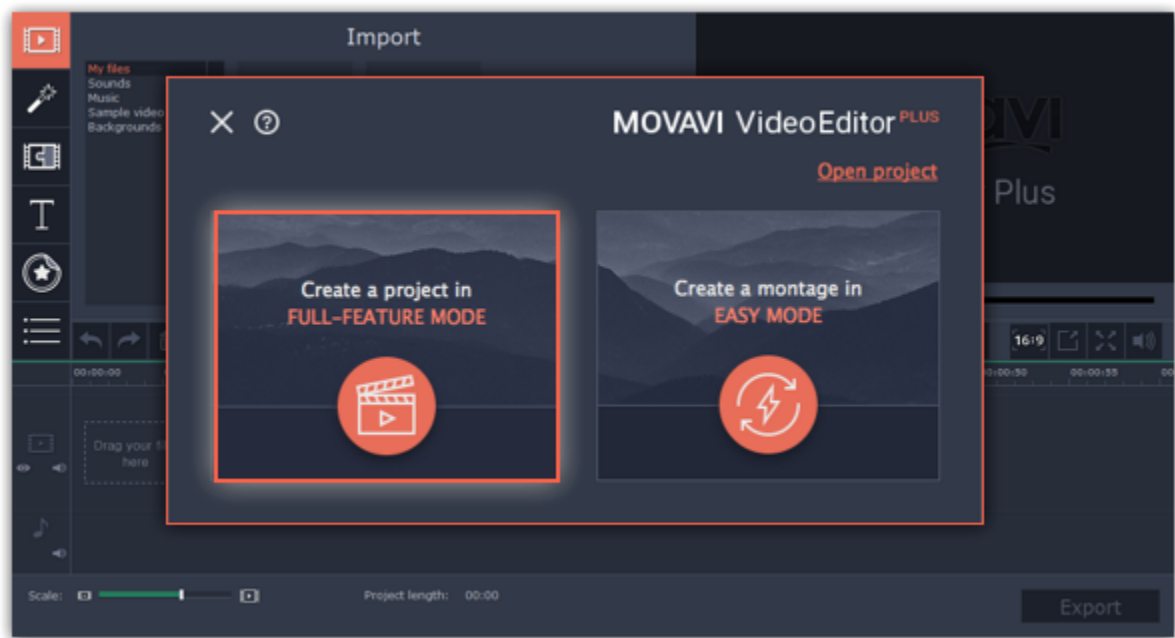 Import
My files
Sounds
Music
Sample video
Backgrounds
MOVAVI VideoEditor PLUS
Open project
Plus
Create a project in
FULL-FEATURE MODE
Create a montage in
EASY MODE
16:9
00:00:00
00:00:50
00:00:55
Drag your
here
Scale:
Project length: 00:00
Export